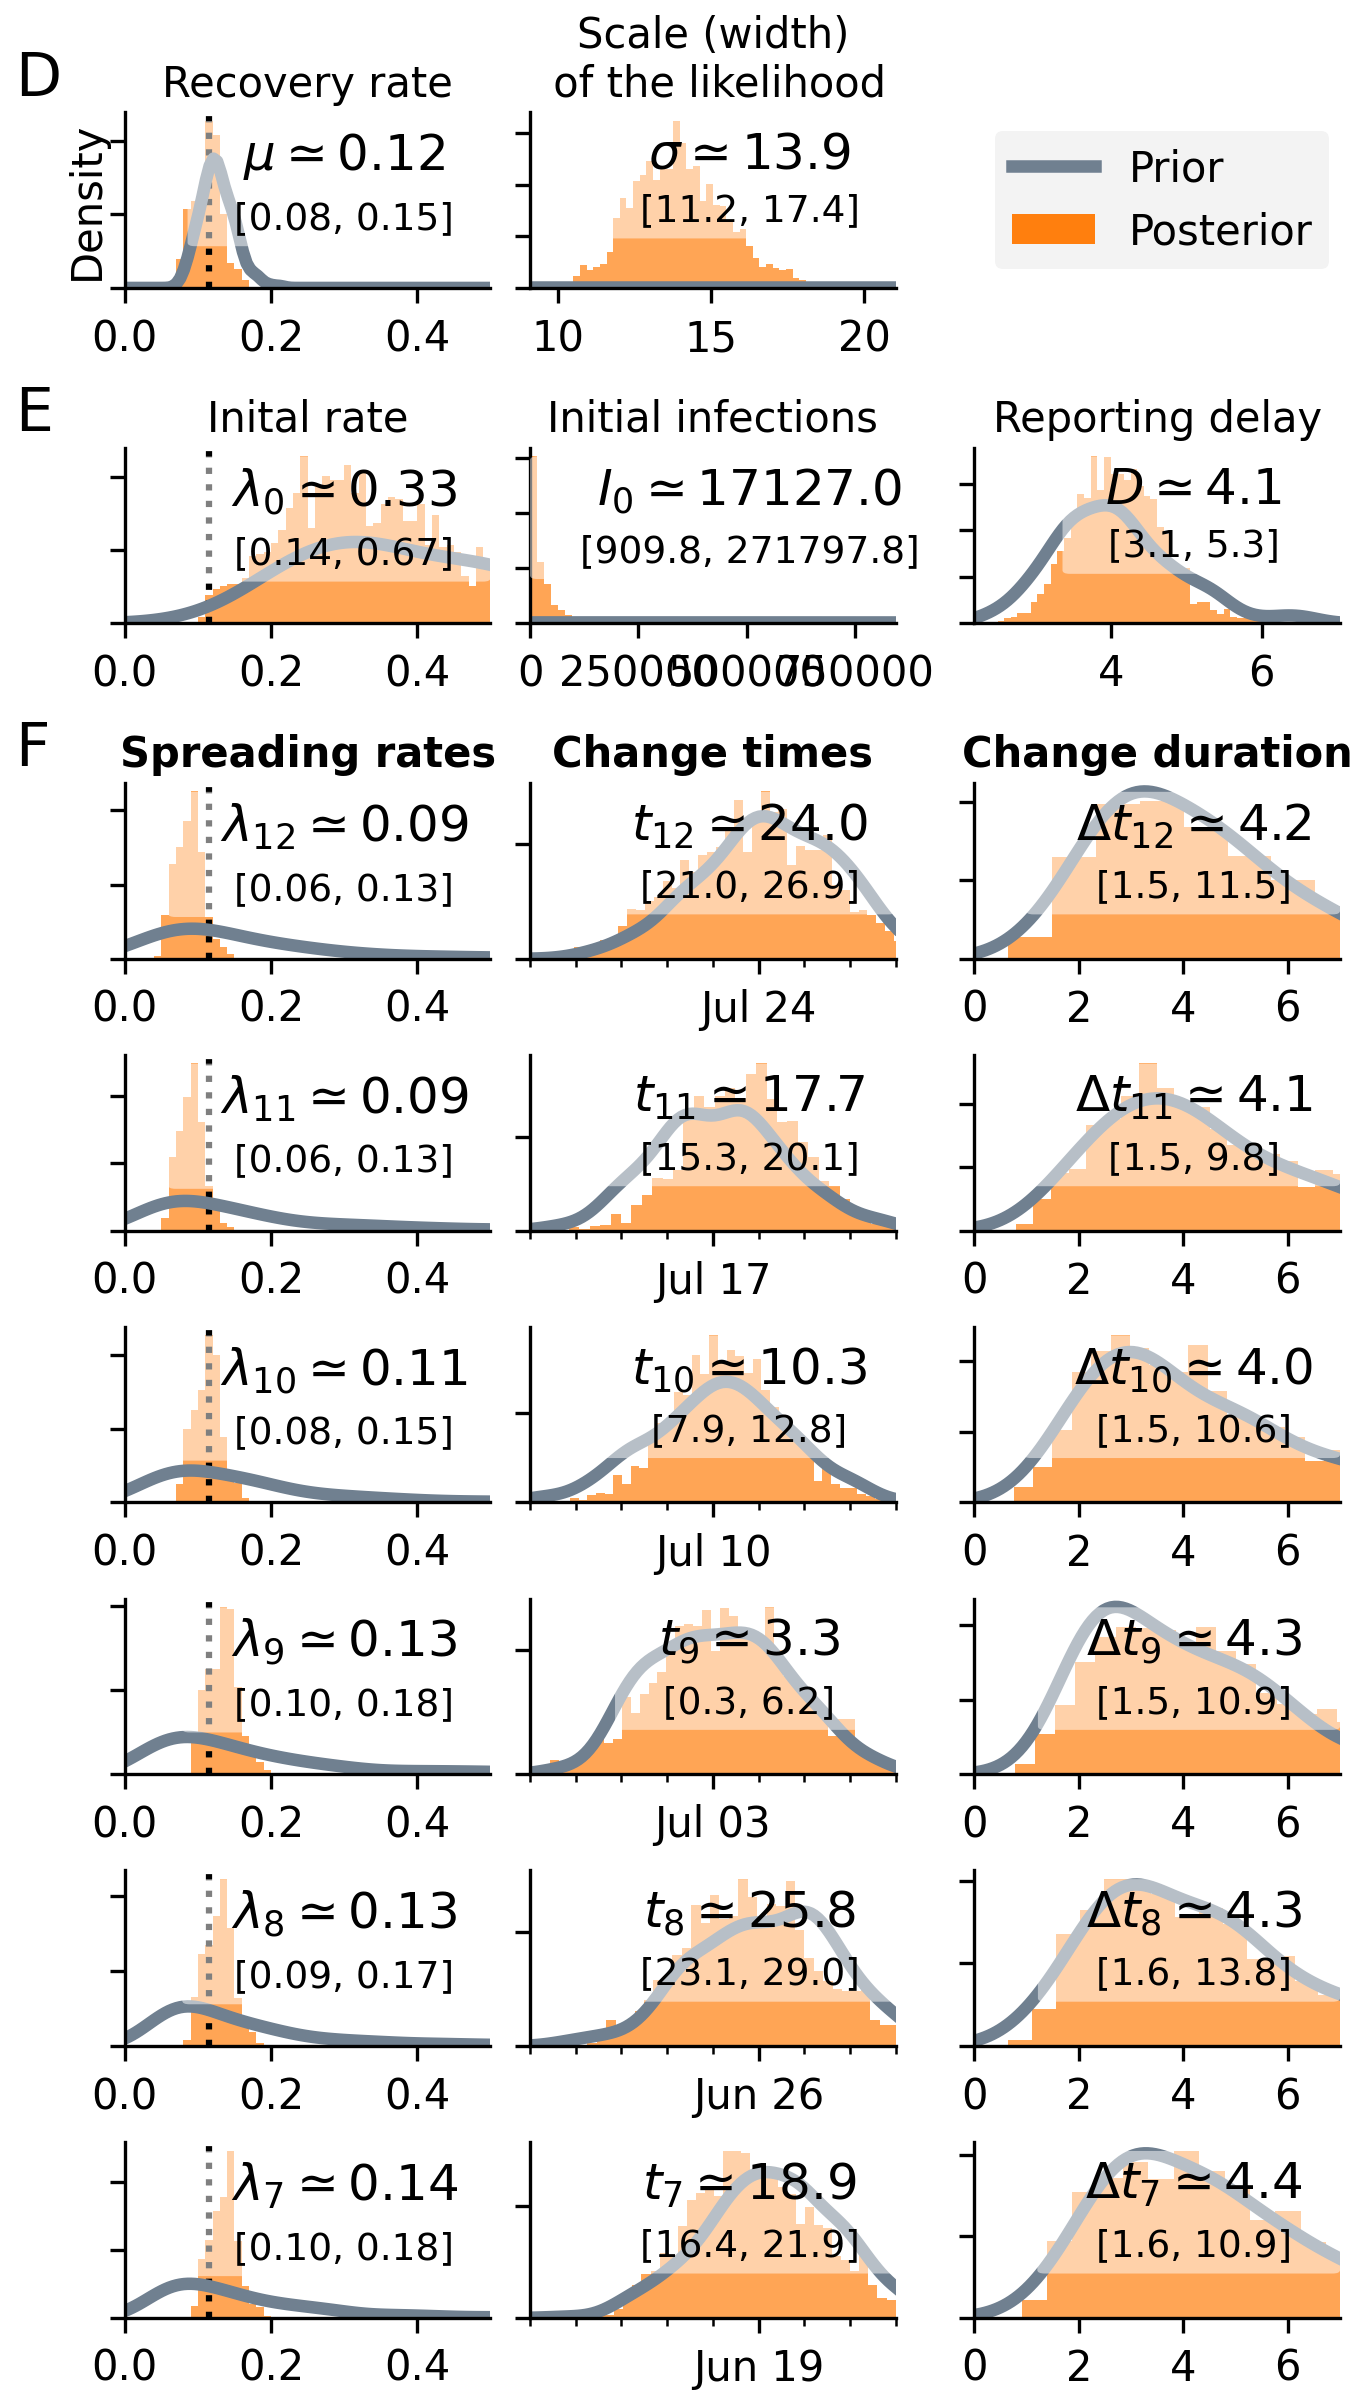 D
Recovery rate
Scale (width)
of the likelihood
Density
μ ≃ 0.12
[0.08, 0.15]
0.0 0.2 0.4
σ ≃ 13.9
[11.2, 17.4]
10 15 20
Prior
Posterior
E
Inital rate
Initial infections
Reporting delay
λ0 ≃ 0.33
[0.14, 0.67]
0.0 0.2 0.4
I0 ≃ 17127.0
[909.8, 271797.8]
0 250000 500000 750000
D ≃ 4.1
[3.1, 5.3]
4 6
F
Spreading rates
Change times
Change duration
λ12 ≃ 0.09
[0.06, 0.13]
0.0 0.2 0.4
t12 ≃ 24.0
[21.0, 26.9]
Jul 24
Δt12 ≃ 4.2
[1.5, 11.5]
0 2 4 6
λ11 ≃ 0.09
[0.06, 0.13]
0.0 0.2 0.4
t11 ≃ 17.7
[15.3, 20.1]
Jul 17
Δt11 ≃ 4.1
[1.5, 9.8]
0 2 4 6
λ10 ≃ 0.11
[0.08, 0.15]
0.0 0.2 0.4
t10 ≃ 10.3
[7.9, 12.8]
Jul 10
Δt10 ≃ 4.0
[1.5, 10.6]
0 2 4 6
λ9 ≃ 0.13
[0.10, 0.18]
0.0 0.2 0.4
t9 ≃ 3.3
[0.3, 6.2]
Jul 03
Δt9 ≃ 4.3
[1.5, 10.9]
0 2 4 6
λ8 ≃ 0.13
[0.09, 0.17]
0.0 0.2 0.4
t8 ≃ 25.8
[23.1, 29.0]
Jun 26
Δt8 ≃ 4.3
[1.6, 13.8]
0 2 4 6
λ7 ≃ 0.14
[0.10, 0.18]
0.0 0.2 0.4
t7 ≃ 18.9
[16.4, 21.9]
Jun 19
Δt7 ≃ 4.4
[1.6, 10.9]
0 2 4 6